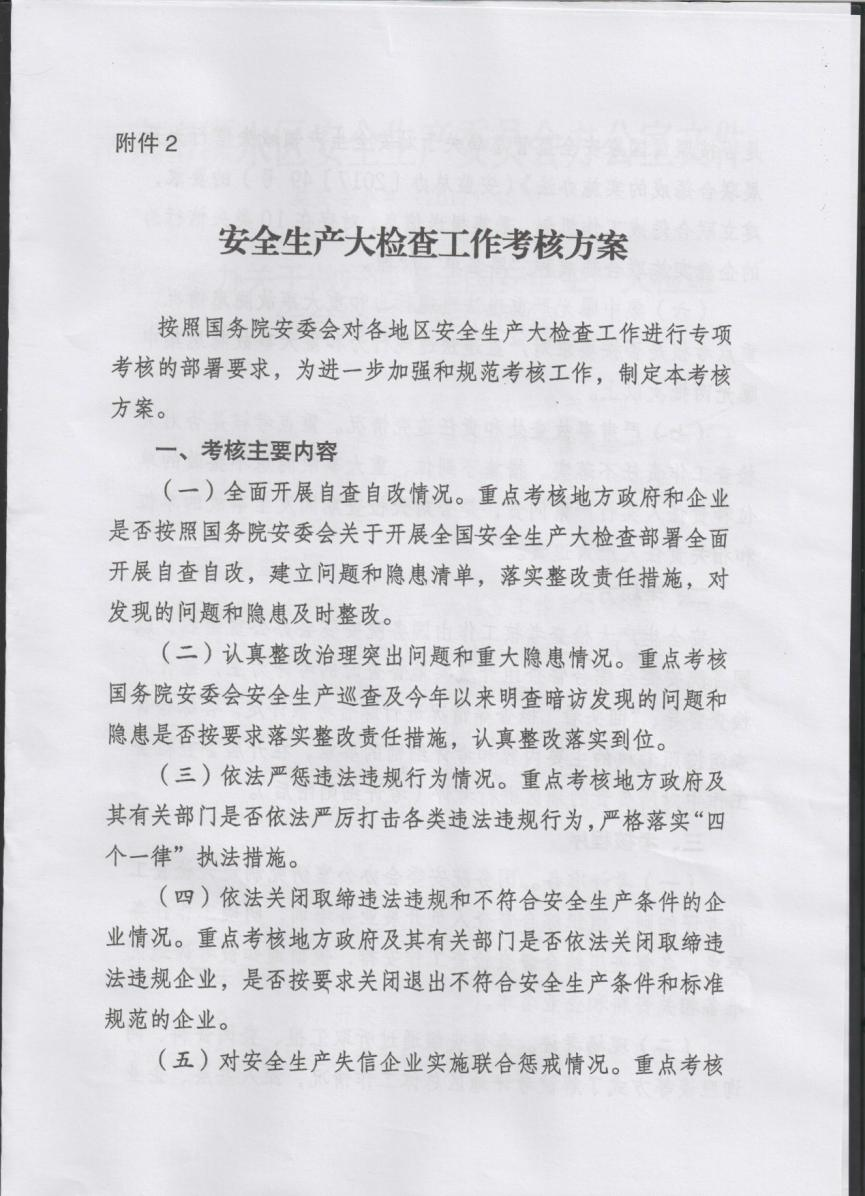 附件2
安全生产大检查工作考核方案
按照国务院安委会对各地区安全生产大检查工作进行专项
考核的部署要求，为进一步加强和规范考核工作，制定本考核
方案。
一、考核主要内容
（一）全面开展自查自改情况。重点考核地方政府和企业
是否按照国务院安委会关于开展全国安全生产大检查部署全面
开展自查自改，建立问题和隐患清单，落实整改责任措施，对
发现的问题和隐患及时整改。
（二）认真整改治理突出问题和重大隐患情况。重点考核
国务院安委会安全生产巡查及今年以来明查暗访发现的问题和
隐患是否按要求落实整改责任措施，认真整改落实到位。
（三）依法严惩违法违规行为情况。重点考核地方政府及
其有关部门是否依法严厉打击各类违法违规行为，严格落实“四
个一律”执法措施。
（四）依法关闭取缔违法违规和不符合安全生产条件的企
业情况。重点考核地方政府及其有关部门是否依法关闭取缔违
法违规企业，是否按要求关闭退出不符合安全生产条件和标准
规范的企业。
（五）对安全生产失信企业实施联合惩戒情况。重点考核